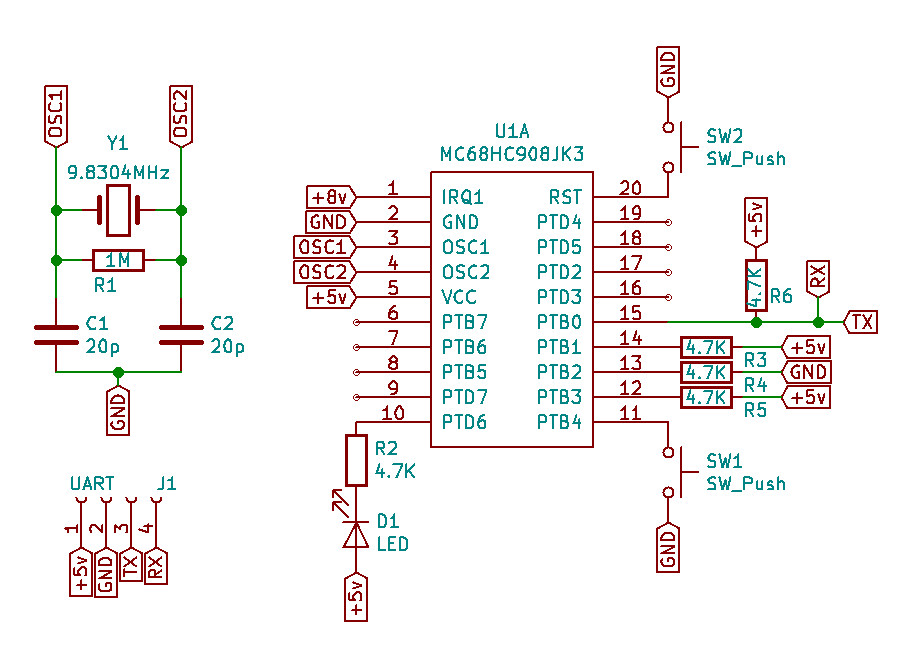 OSC1
OSC2
Y1
9.8304MHz
1M
R1
C1
20p
C2
20p
GND
UART J1
1
2
3
4
+5v
GND
TX
RX
U1A
MC68HC908JK3
+8v 1 IRQ1
GND 2 GND
OSC1 3 OSC1
OSC2 4 OSC2
+5v 5 VCC
6 PTB7
7 PTB6
8 PTB5
9 PTD7
10 PTD6
RST 20
PTD4 19
PTD5 18
PTD2 17
PTD3 16
PTB0 15
PTB1 14
PTB2 13
PTB3 12
PTB4 11
R2
4.7K
D1
LED
+5v
GND
SW2
SW_Push
+5v
4.7K
R6
RX
TX
4.7K R3 +5v
4.7K R4 GND
4.7K R5 +5v
SW1
SW_Push
GND